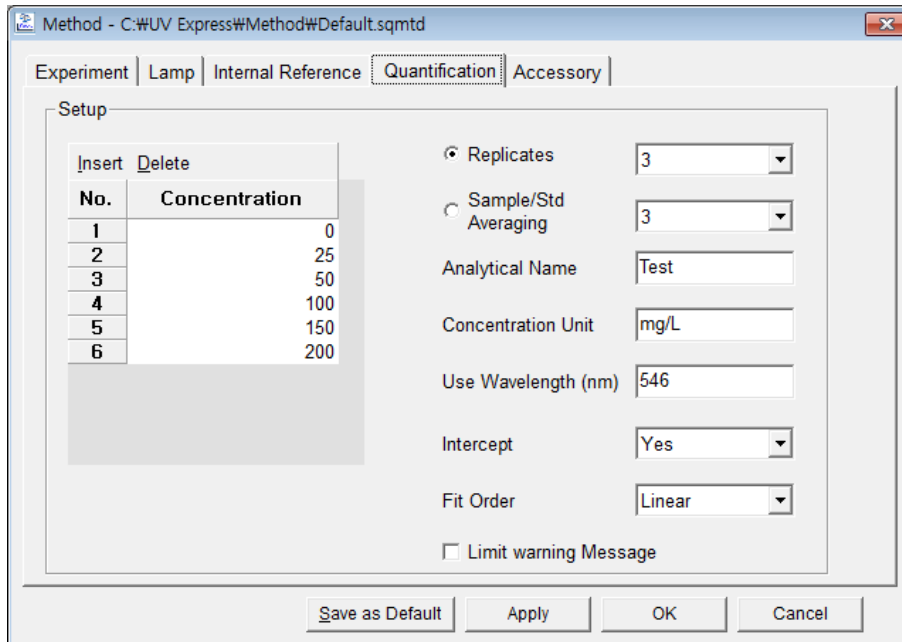 Method - C:₩UV Express₩Method₩Default.sqmtd
Experiment Lamp Internal Reference Quantification Accessory
Setup
Insert Delete
No. Concentration
1 0
2 25
3 50
4 100
5 150
6 200
Replicates 3
Sample/Std
Averaging 3
Analytical Name Test
Concentration Unit mg/L
Use Wavelength (nm) 546
Intercept Yes
Fit Order Linear
Limit warning Message
Save as Default Apply OK Cancel